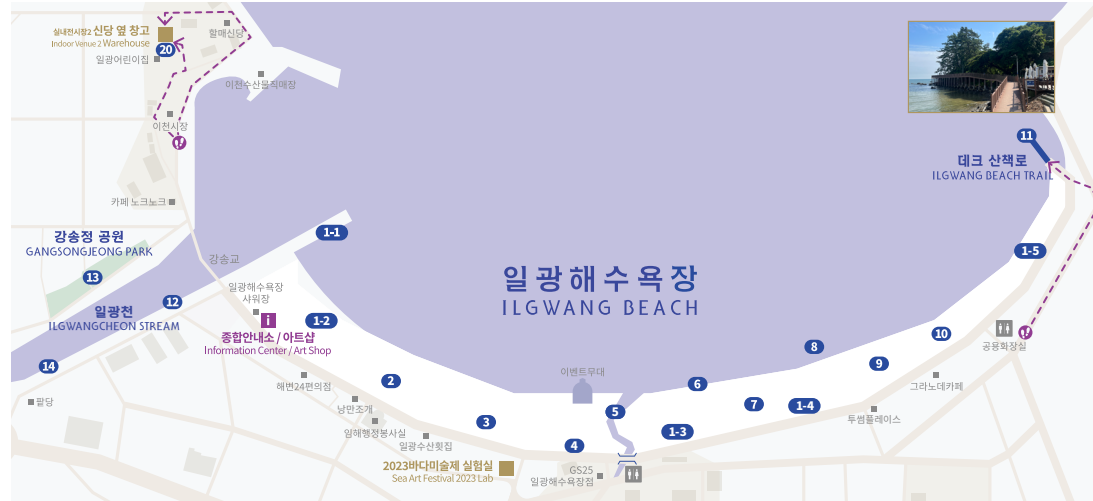 실내전시장2 신당 옆 창고
Indoor Venue 2 Warehouse
20
일광어린이집
할매신당
이천수산물직매장
이천시장
카페 노크노크
11
데크 산책로
ILGWANG BEACH TRAIL
강송정 공원
GANGSONGJEONG PARK
13
1-1
강송교
12
일광천
ILGWANGCHEON STREAM
14
팔당
일광해수욕장
샤워장
i
종합안내소 / 아트샵
Information Center / Art Shop
1-2
일광해수욕장
ILGWANG BEACH
1-5
10
공용화장실
8
9
그라노데카페
해변24편의점
2
낭만조개
임해행정봉사실
3
일광수산횟집
이벤트무대
6
5
7
1-4
투썸플레이스
4
1-3
2023바다미술제 실험실
Sea Art Festival 2023 Lab
GS25
일광해수욕장점